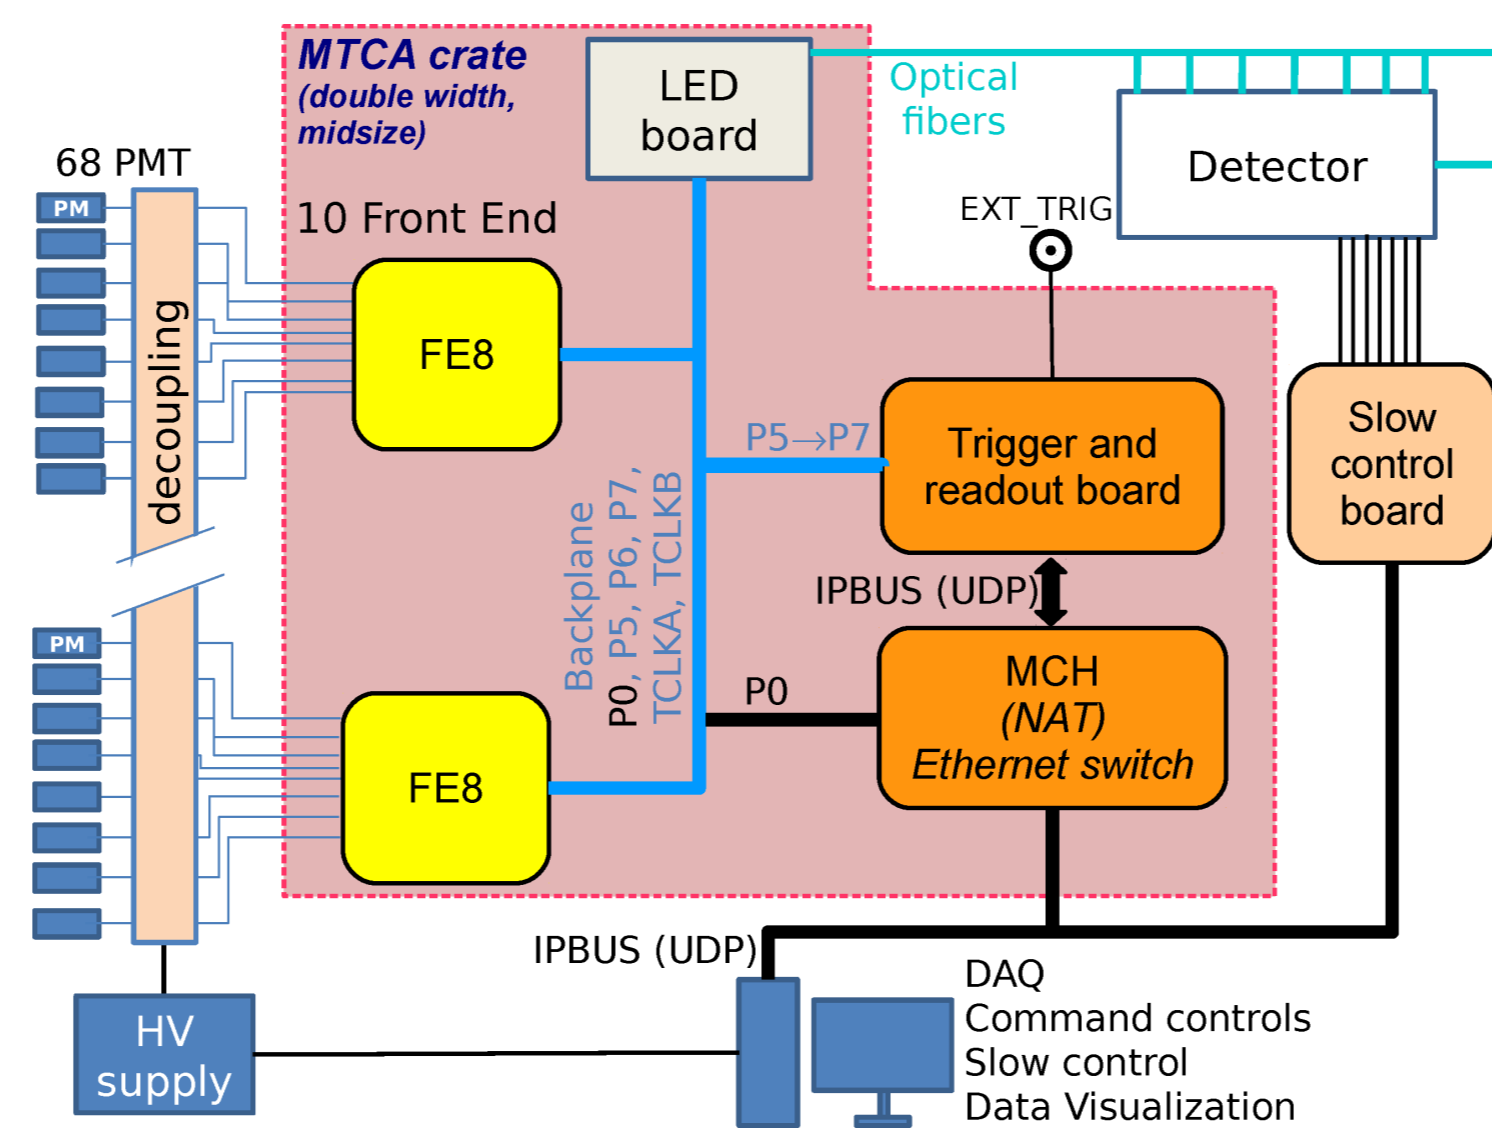 MTCA crate
(double width,
midsize)
LED
board
Optical
fibers
Detector
68 PMT
PM
decoupling
10 Front End
EXT_TRIG
FE8
P5→P7
Trigger and
readout board
Slow
control
board
Backplane
P0, P5, P6, P7,
TCLKA, TCLKB
IPBUS (UDP)
PM
FE8
P0
MCH
(NAT)
Ethernet switch
IPBUS (UDP)
HV
supply
DAQ
Command controls
Slow control
Data Visualization